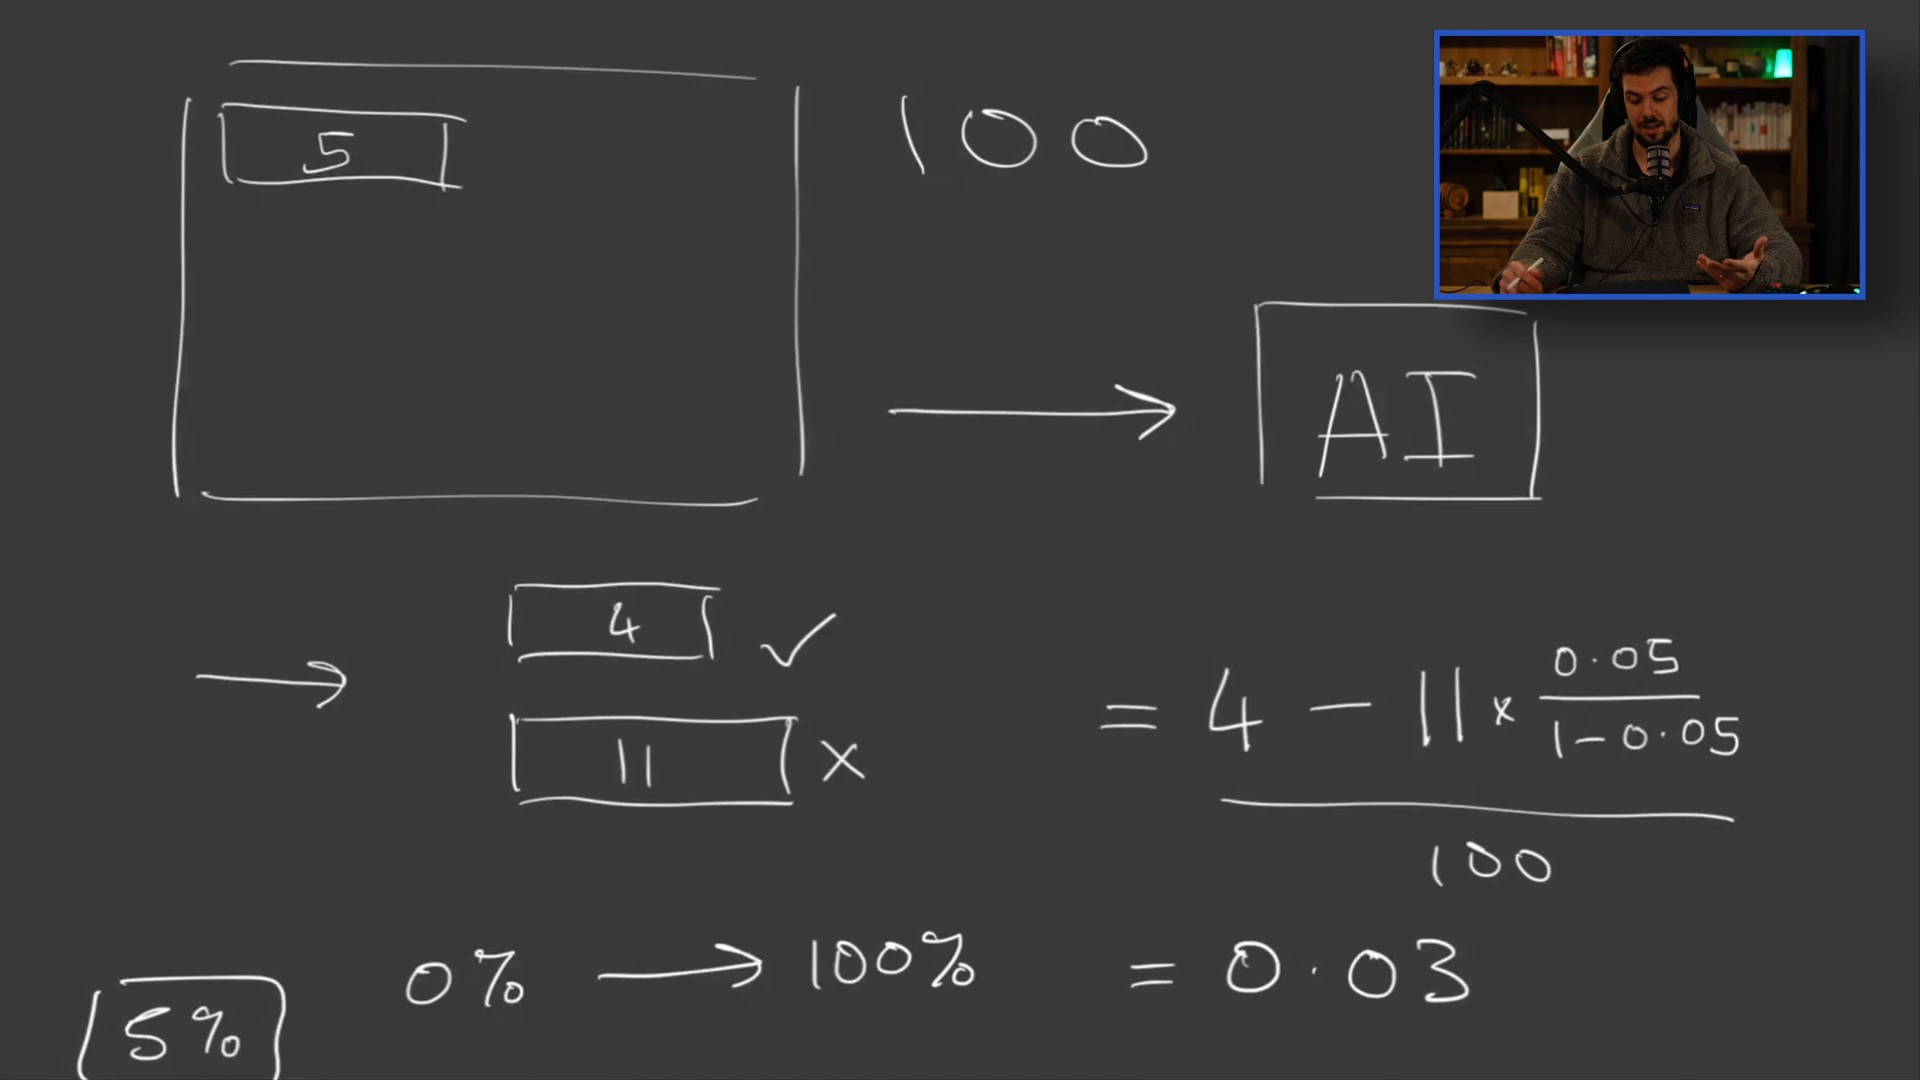 5
100
AI
4 ✓
11 x
= 4 - 11 x 0.05
1-0.05
100
0% → 100%
= 0.03
5%